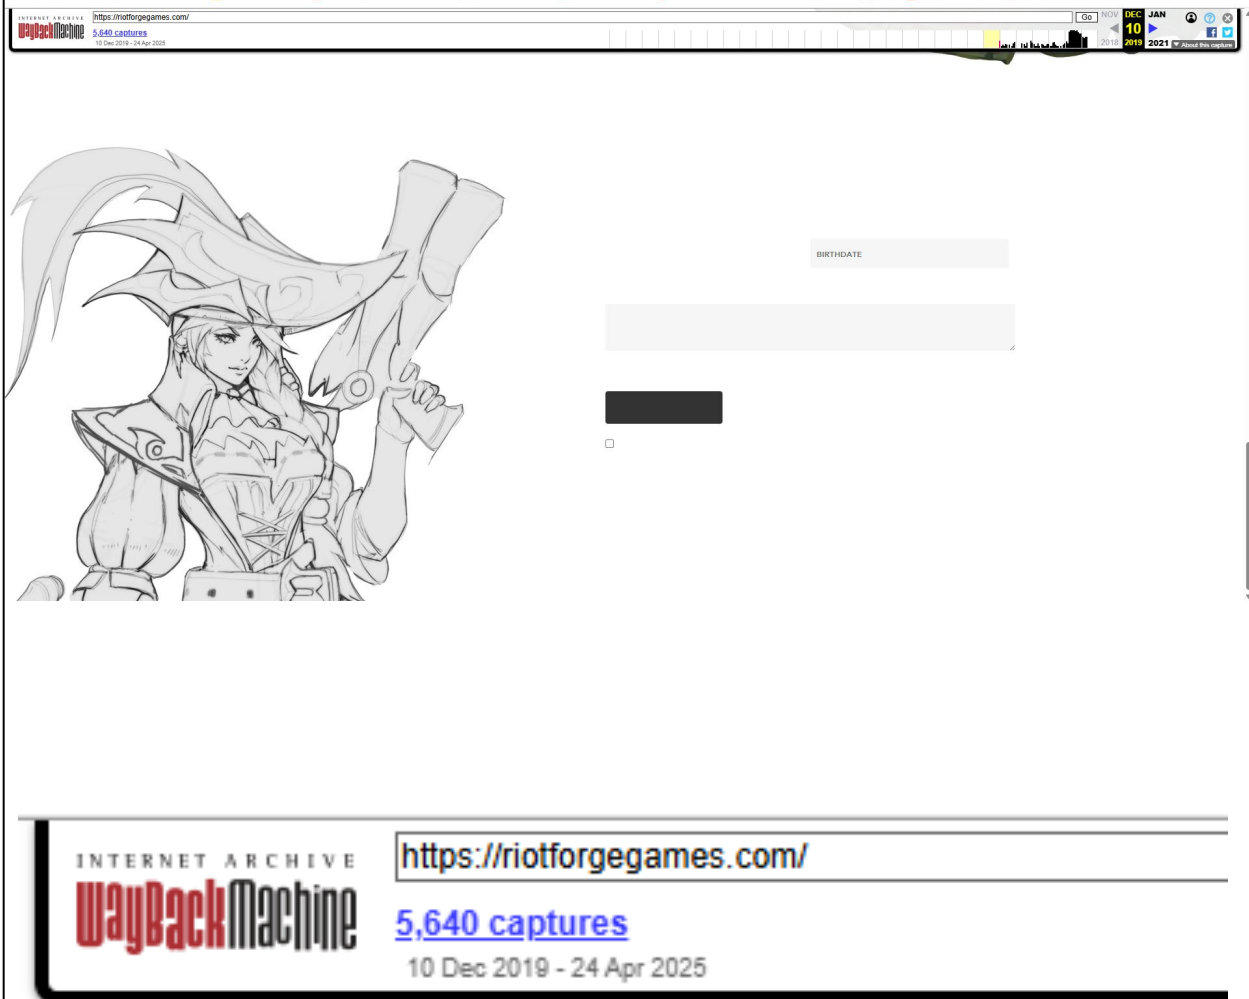 INTERNET ARCHIVE
WayBackMachine
https://riotforgegames.com/
Go
5,640 captures
10 Dec 2019 - 24 Apr 2025
NOV
DEC
JAN
10
2018
2019
2021
About this capture
BIRTHDATE
INTERNET ARCHIVE
WayBackMachine
https://riotforgegames.com/
5,640 captures
10 Dec 2019 - 24 Apr 2025